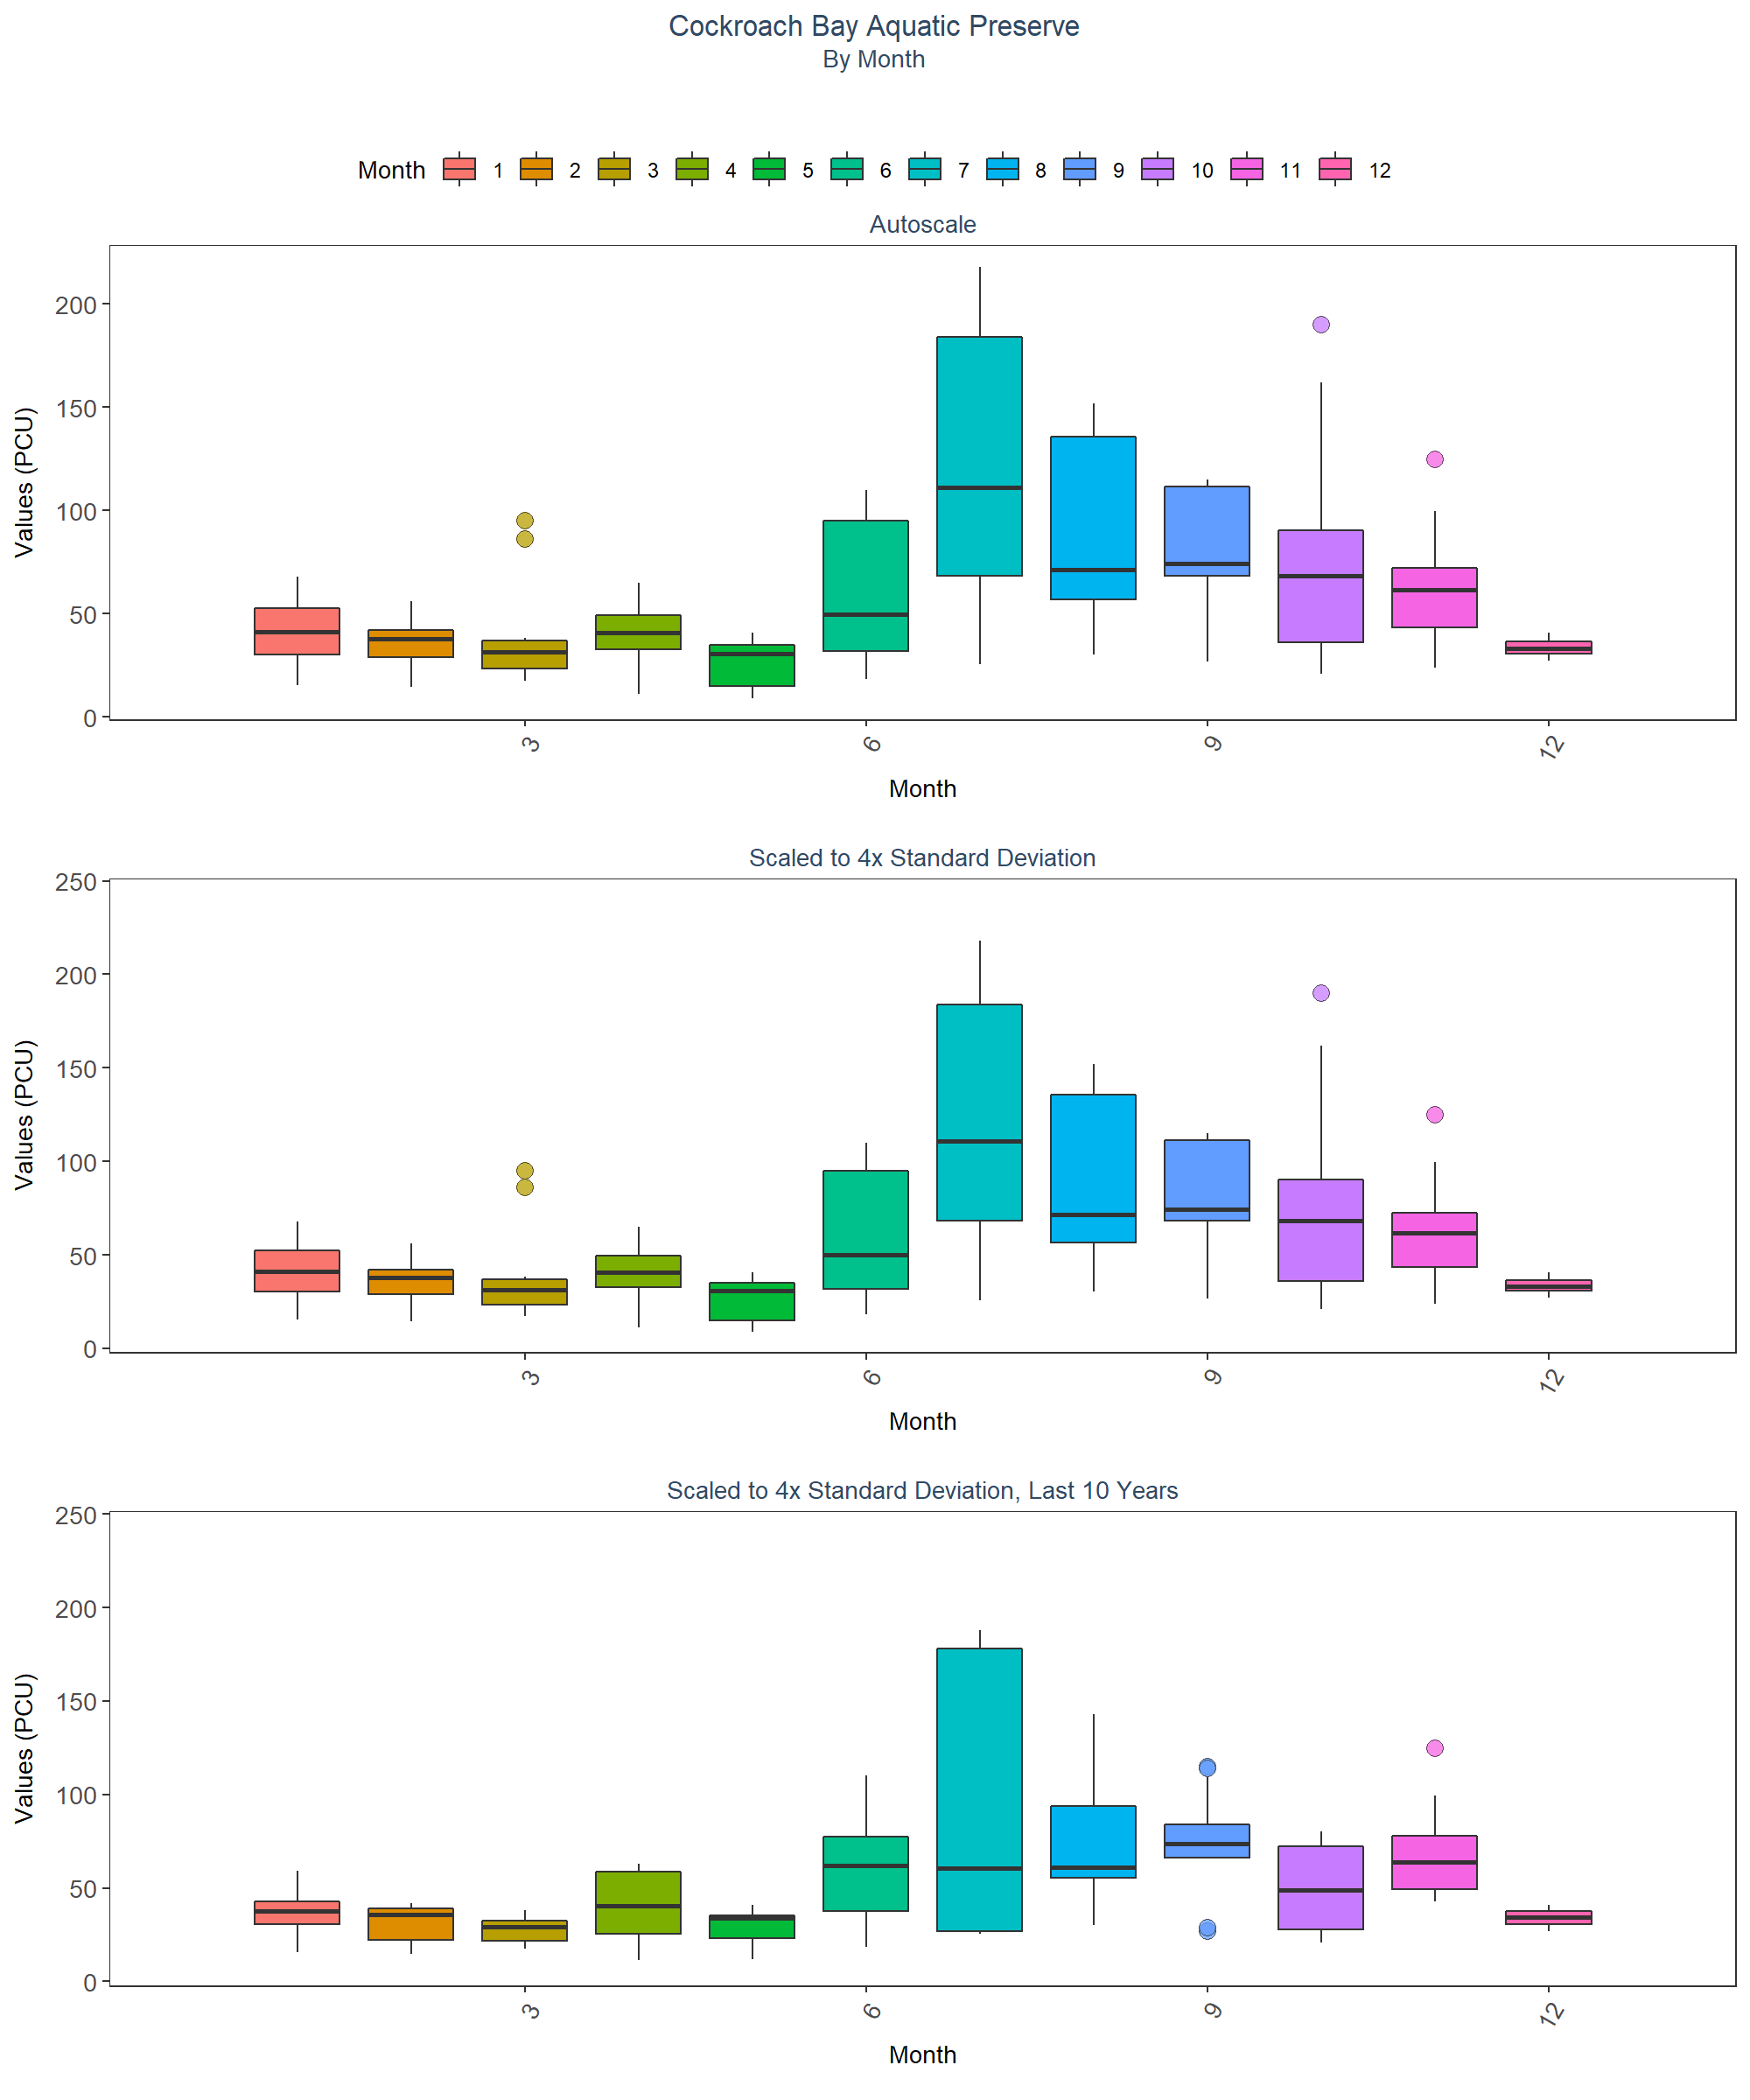 Cockroach Bay Aquatic Preserve
By Month
Month 1 2 3 4 5 6 7 8 9 10 11 12
Autoscale
Values (PCU)
200
150
100
50
0
3 6 9 12
Month
Scaled to 4x Standard Deviation
Values (PCU)
250
200
150
100
50
0
3 6 9 12
Month
Scaled to 4x Standard Deviation, Last 10 Years
Values (PCU)
250
200
150
100
50
0
3 6 9 12
Month